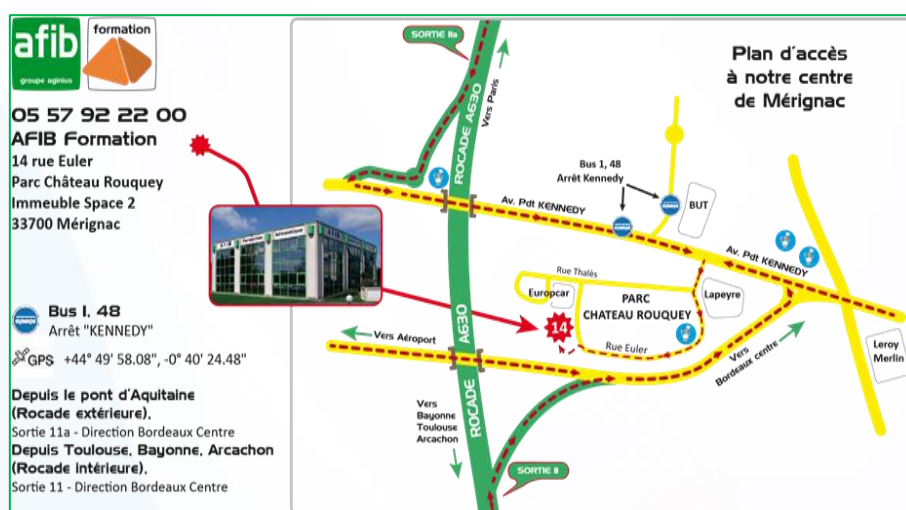 afib
groupe aginius
formation
05 57 92 22 00
AFIB Formation
14 rue Euler
Parc Château Rouquey
Immeuble Space 2
33700 Mérignac
Bus 1, 48
Arrêt "KENNEDY"
GPS +44° 49' 58.08", -0° 40' 24.48"
Depuis le pont d'Aquitaine
(Rocade extérieure),
Sortie 11a - Direction Bordeaux Centre
Depuis Toulouse, Bayonne, Arcachon
(Rocade intérieure),
Sortie 11 - Direction Bordeaux Centre
Plan d'accès
à notre centre
de Mérignac
SORTIE 11a
Vers Paris
ROCADE A630
Bus 1, 48
Arrêt Kennedy
BUT
Av. Pdt KENNEDY
Av. Pdt KENNEDY
Rue Thalès
Europcar
PARC
CHATEAU ROUQUEY
Lapeyre
14
Rue Euler
AFIB
Vers Aéroport
ROCADE A630
Vers
Bordeaux centre
Leroy
Merlin
Vers
Bayonne
Toulouse
Arcachon
SORTIE 11